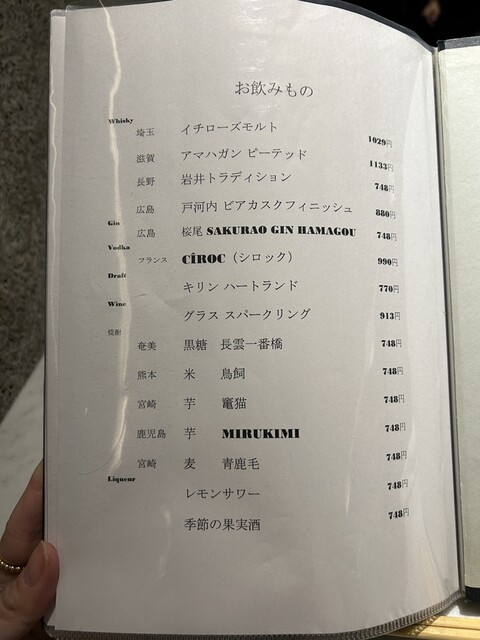 お飲みもの
Whisky
埼玉 イチローズモルト 1029円
滋賀 アマハガン ピーテッド 1133円
長野 岩井トラディション 748円
広島 戸河内 ビアカスクフィニッシュ 880円
Gin
広島 桜尾 SAKURAO GIN HAMAGOU 748円
Vodka
フランス CÎROC（シロック） 990円
Draft
キリン ハートランド 770円
Wine
グラス スパークリング 913円
焼酎
奄美 黒糖 長雲一番橋 748円
熊本 米 鳥飼 748円
宮崎 芋 竈猫 748円
鹿児島 芋 MIRUKIMI 748円
宮崎 麦 青鹿毛 748円
Liqueur
レモンサワー 748円
季節の果実酒 748円